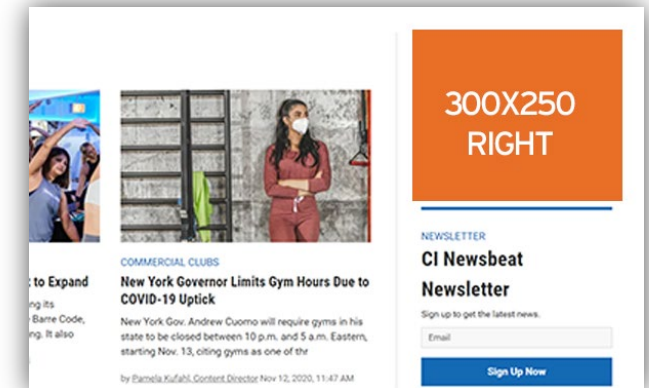 : to Expand
ng its
Barre Code,
ng. It also
COMMERCIAL CLUBS
New York Governor Limits Gym Hours Due to
COVID-19 Uptick
New York Gov. Andrew Cuomo will require gyms in his
state to be closed between 10 p.m. and 5 a.m. Eastern,
starting Nov. 13, citing gyms as one of thr
by Pamela Kufahl, Content Director Nov 12, 2020, 11:47 AM
300X250
RIGHT
NEWSLETTER
CI Newsbeat
Newsletter
Sign up to get the latest news.
Email
Sign Up Now